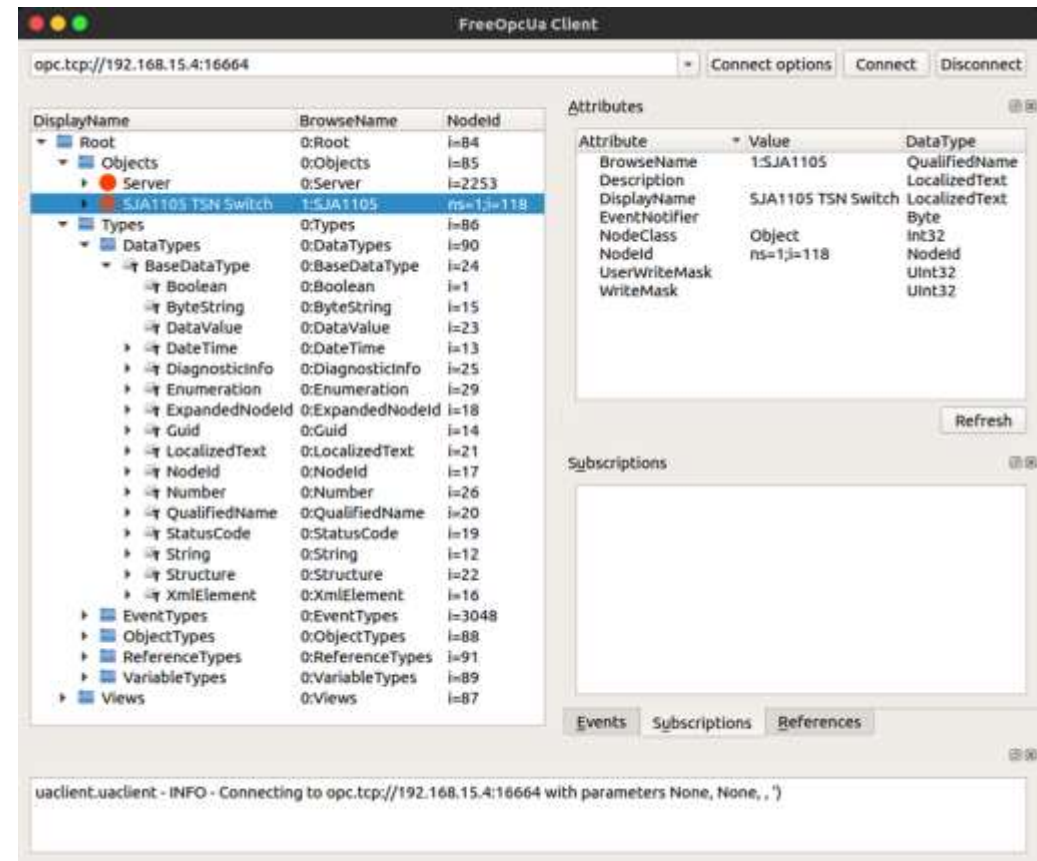 FreeOpcUa Client
opc.tcp://192.168.15.4:16664 Connect options Connect Disconnect
DisplayName BrowseName NodeId
Root 0:Root i=84
Objects 0:Objects i=85
Server 0:Server i=2253
SJA1105 TSN Switch 1:SJA1105 ns=1;i=118
Types 0:Types i=86
DataTypes 0:DataTypes i=90
BaseDataType 0:BaseDataType i=24
Boolean 0:Boolean i=1
ByteString 0:ByteString i=15
DataValue 0:DataValue i=23
DateTime 0:DateTime i=13
DiagnosticInfo 0:DiagnosticInfo i=25
Enumeration 0:Enumeration i=29
ExpandedNodeId 0:ExpandedNodeId i=18
Guid 0:Guid i=14
LocalizedText 0:LocalizedText i=21
NodeId 0:NodeId i=17
Number 0:Number i=26
QualifiedName 0:QualifiedName i=20
StatusCode 0:StatusCode i=19
String 0:String i=12
Structure 0:Structure i=22
XmlElement 0:XmlElement i=16
EventTypes 0:EventTypes i=3048
ObjectTypes 0:ObjectTypes i=88
ReferenceTypes 0:ReferenceTypes i=91
VariableTypes 0:VariableTypes i=89
Views 0:Views i=87
Attributes
Attribute Value DataType
BrowseName 1:SJA1105 QualifiedName
Description LocalizedText
DisplayName SJA1105 TSN Switch LocalizedText
EventNotifier Byte
NodeClass Object Int32
NodeId ns=1;i=118 NodeId
UserWriteMask UInt32
WriteMask UInt32
Refresh
Subscriptions
Events Subscriptions References
uaclient.uaclient - INFO - Connecting to opc.tcp://192.168.15.4:16664 with parameters None, None, , ')